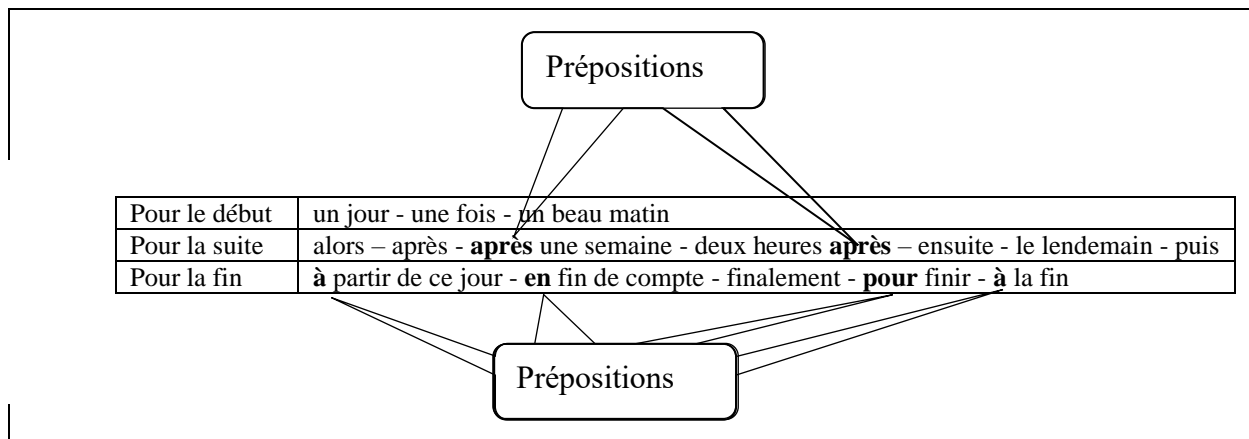 Prépositions
Pour le début un jour - une fois - un beau matin
Pour la suite alors – après - après une semaine - deux heures après – ensuite - le lendemain - puis
Pour la fin à partir de ce jour - en fin de compte - finalement - pour finir - à la fin
Prépositions